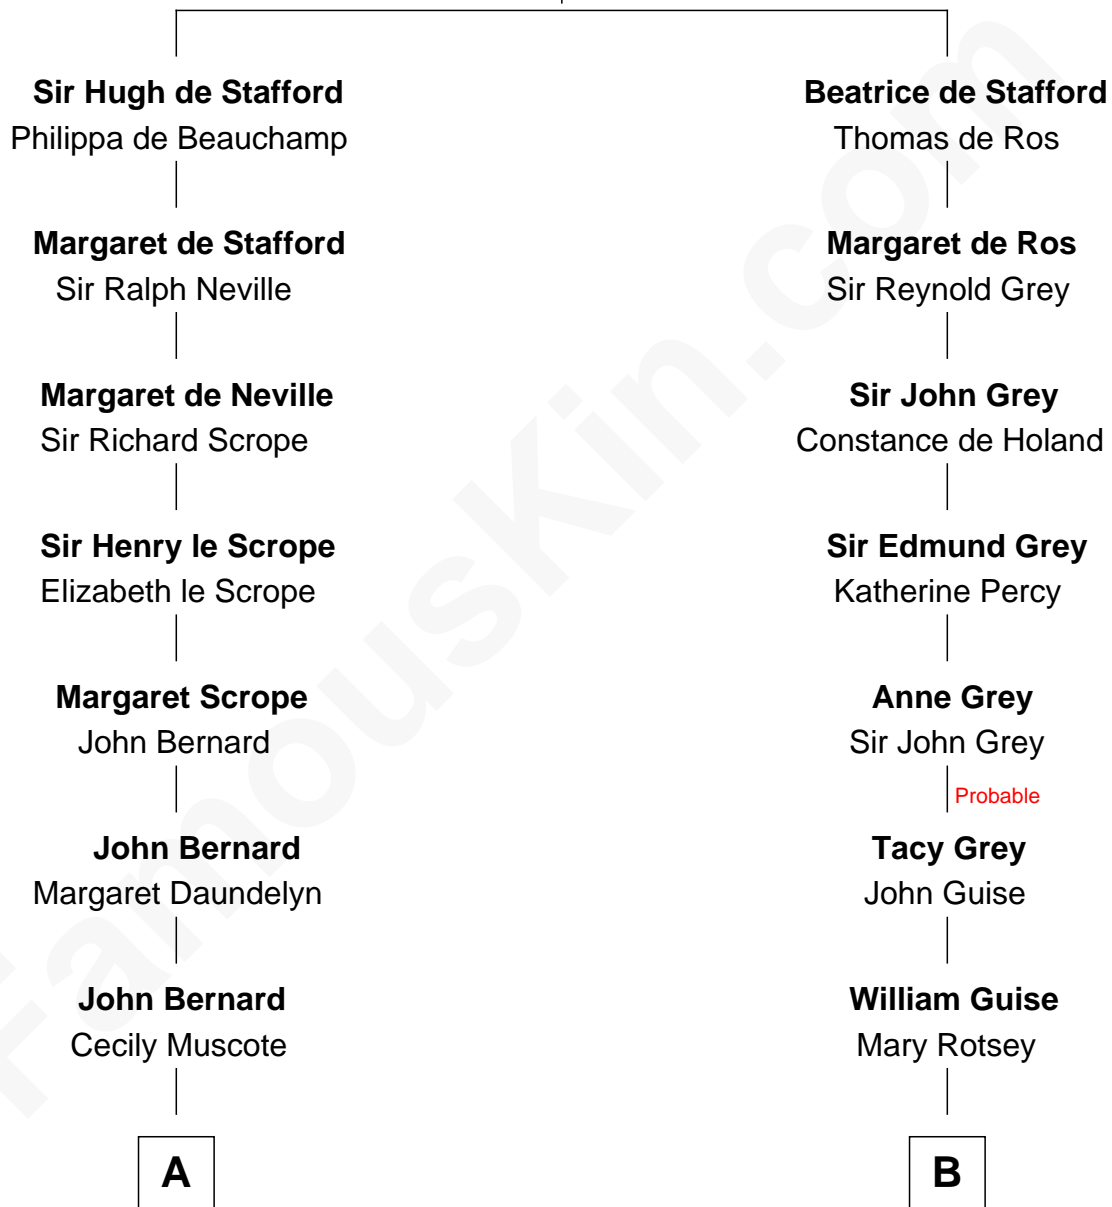 Sir Hugh de Stafford
Philippa de Beauchamp
Margaret de Stafford
Sir Ralph Neville
Margaret de Neville
Sir Richard Scrope
Sir Henry le Scrope
Elizabeth le Scrope
Margaret Scrope
John Bernard
John Bernard
Margaret Daundelyn
John Bernard
Cecily Muscote
A
Beatrice de Stafford
Thomas de Ros
Margaret de Ros
Sir Reynold Grey
Sir John Grey
Constance de Holand
Sir Edmund Grey
Katherine Percy
Anne Grey
Sir John Grey
Probable
Tacy Grey
John Guise
William Guise
Mary Rotsey
B
FamousKin.com